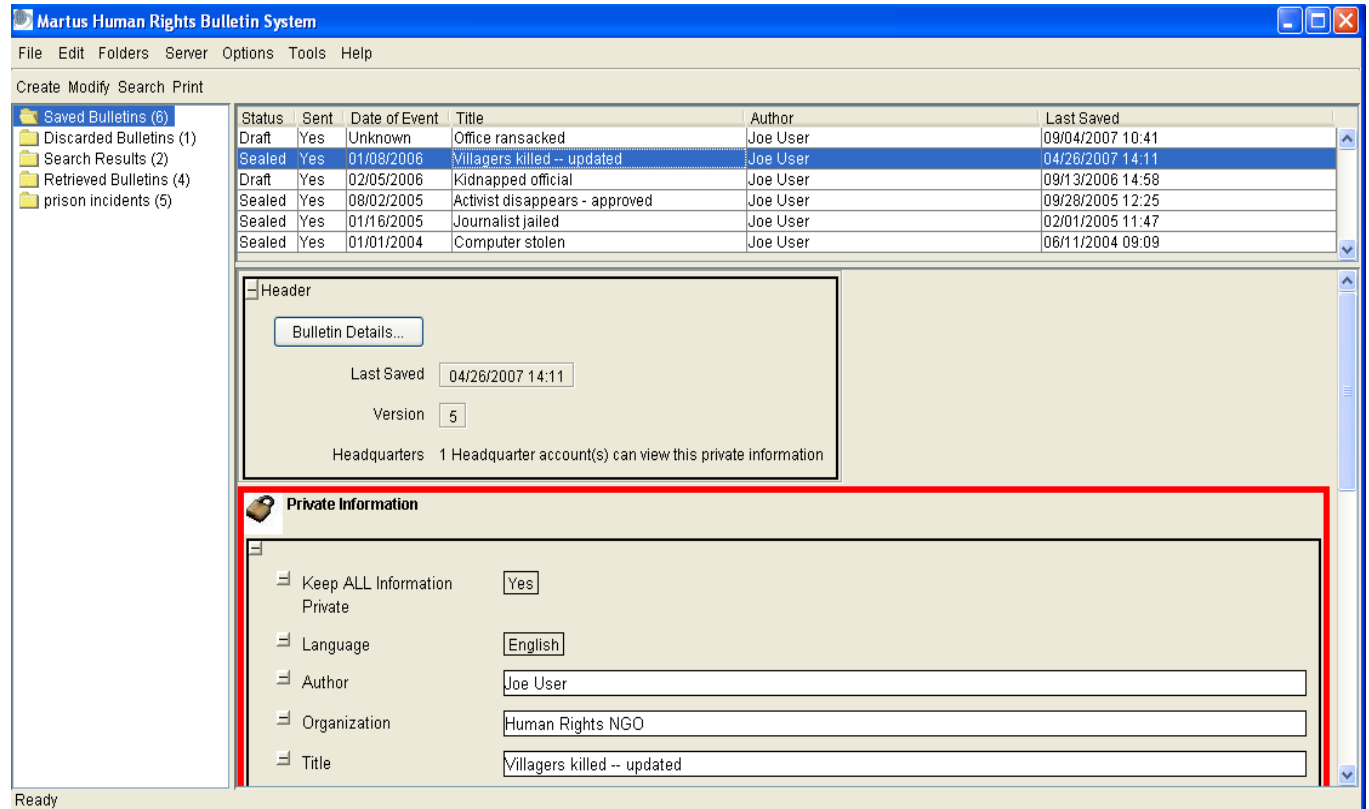 Martus Human Rights Bulletin System
File Edit Folders Server Options Tools Help
Create Modify Search Print
Saved Bulletins (6)
Discarded Bulletins (1)
Search Results (2)
Retrieved Bulletins (4)
prison incidents (5)
Status Sent Date of Event Title Author Last Saved
Draft Yes Unknown Office ransacked Joe User 09/04/2007 10:41
Sealed Yes 01/08/2006 Villagers killed -- updated Joe User 04/26/2007 14:11
Draft Yes 02/05/2006 Kidnapped official Joe User 09/13/2006 14:58
Sealed Yes 08/02/2005 Activist disappears - approved Joe User 09/28/2005 12:25
Sealed Yes 01/16/2005 Journalist jailed Joe User 02/01/2005 11:47
Sealed Yes 01/01/2004 Computer stolen Joe User 06/11/2004 09:09
Header
Bulletin Details...
Last Saved 04/26/2007 14:11
Version 5
Headquarters 1 Headquarter account(s) can view this private information
Private Information
Keep ALL Information Yes
Private
Language English
Author Joe User
Organization Human Rights NGO
Title Villagers killed -- updated
Ready